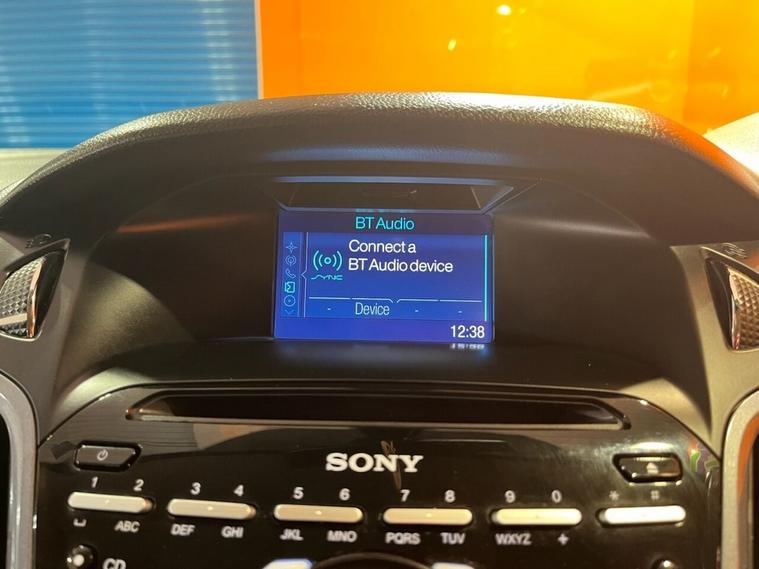 BT Audio
Connect a
BT Audio device
SYNC
- Device - -
12:38
SONY
1 2 3 4 5 6 7 8 9 0 * #
ABC DEF GHI JKL MNO PQRS TUV WXYZ +
CD